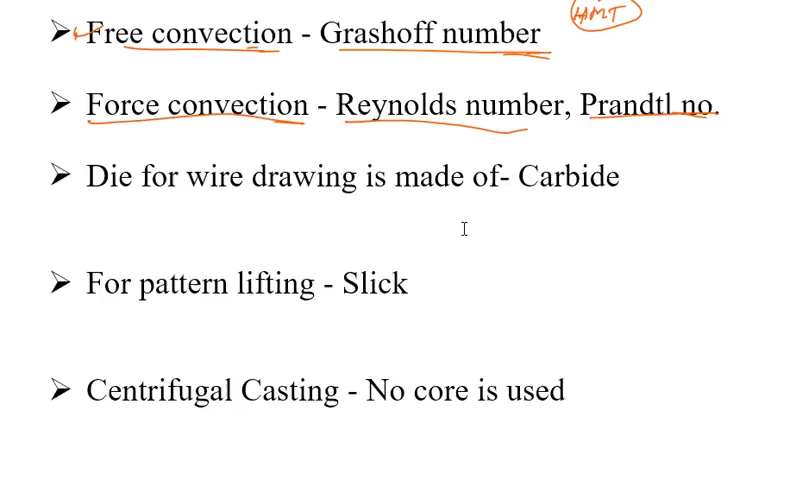 HMT
➢ Free convection - Grashoff number
➢ Force convection - Reynolds number, Prandtl no.
➢ Die for wire drawing is made of- Carbide
➢ For pattern lifting - Slick
➢ Centrifugal Casting - No core is used